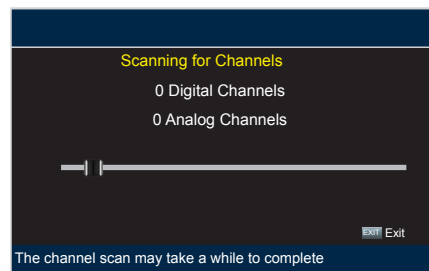 Scanning for Channels
0 Digital Channels
0 Analog Channels
EXIT Exit
The channel scan may take a while to complete